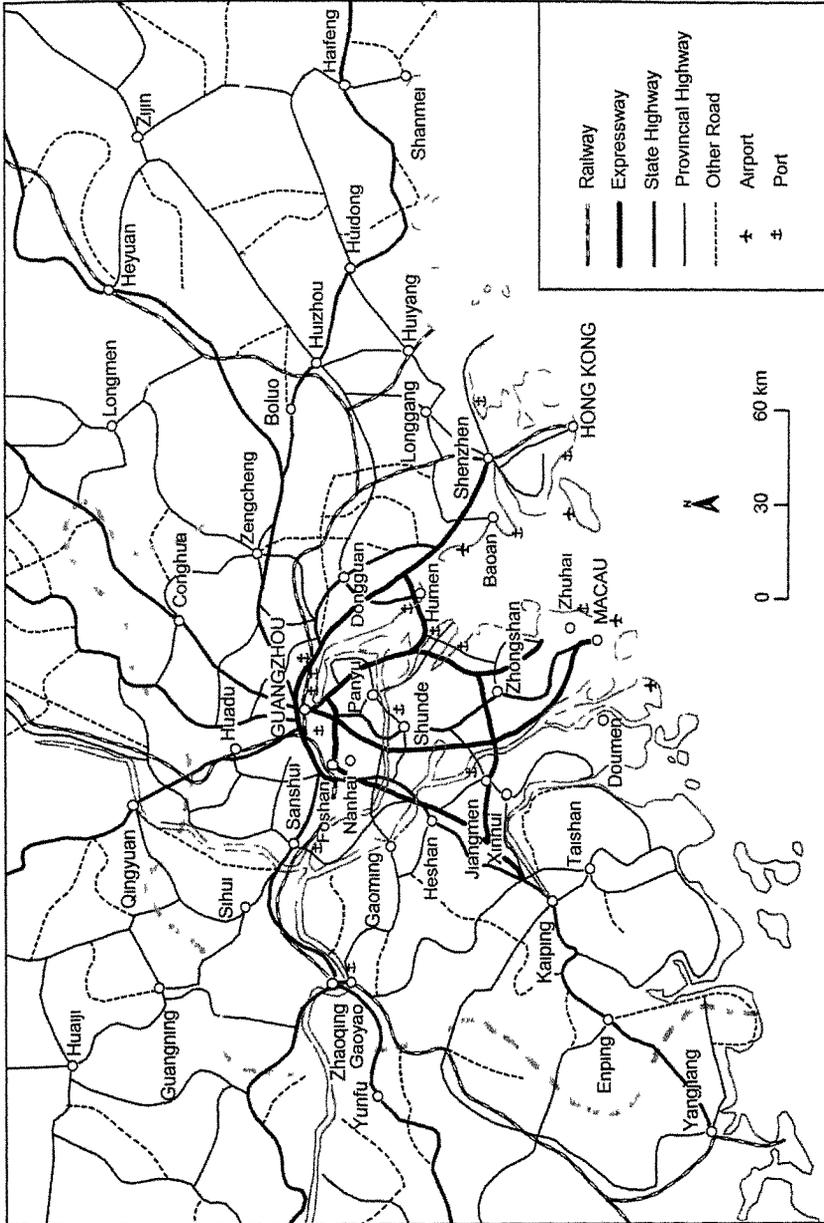 Huaiji
Guangning
Qingyuan
Sihui
Huadu
Conghua
Longmen
Heyuan
Zijin
Haifeng
Shanmei
Huidong
Huizhou
Boluo
Zengcheng
GUANGZHOU
Sanshui
Foshan
Nanhai
Panyu
Dongguan
Humen
Longgang
Huiyang
Shenzhen
Baoan
HONG KONG
Zhuhai
MACAU
Zhongshan
Shunde
Gaoming
Heshan
Jiangmen
Xinhui
Doumen
Taishan
Kaiping
Enping
Yangjiang
Yunfu
Zhaoqing
Gaoyao
N
0 30 60 km
Railway
Expressway
State Highway
Provincial Highway
Other Road
Airport
Port